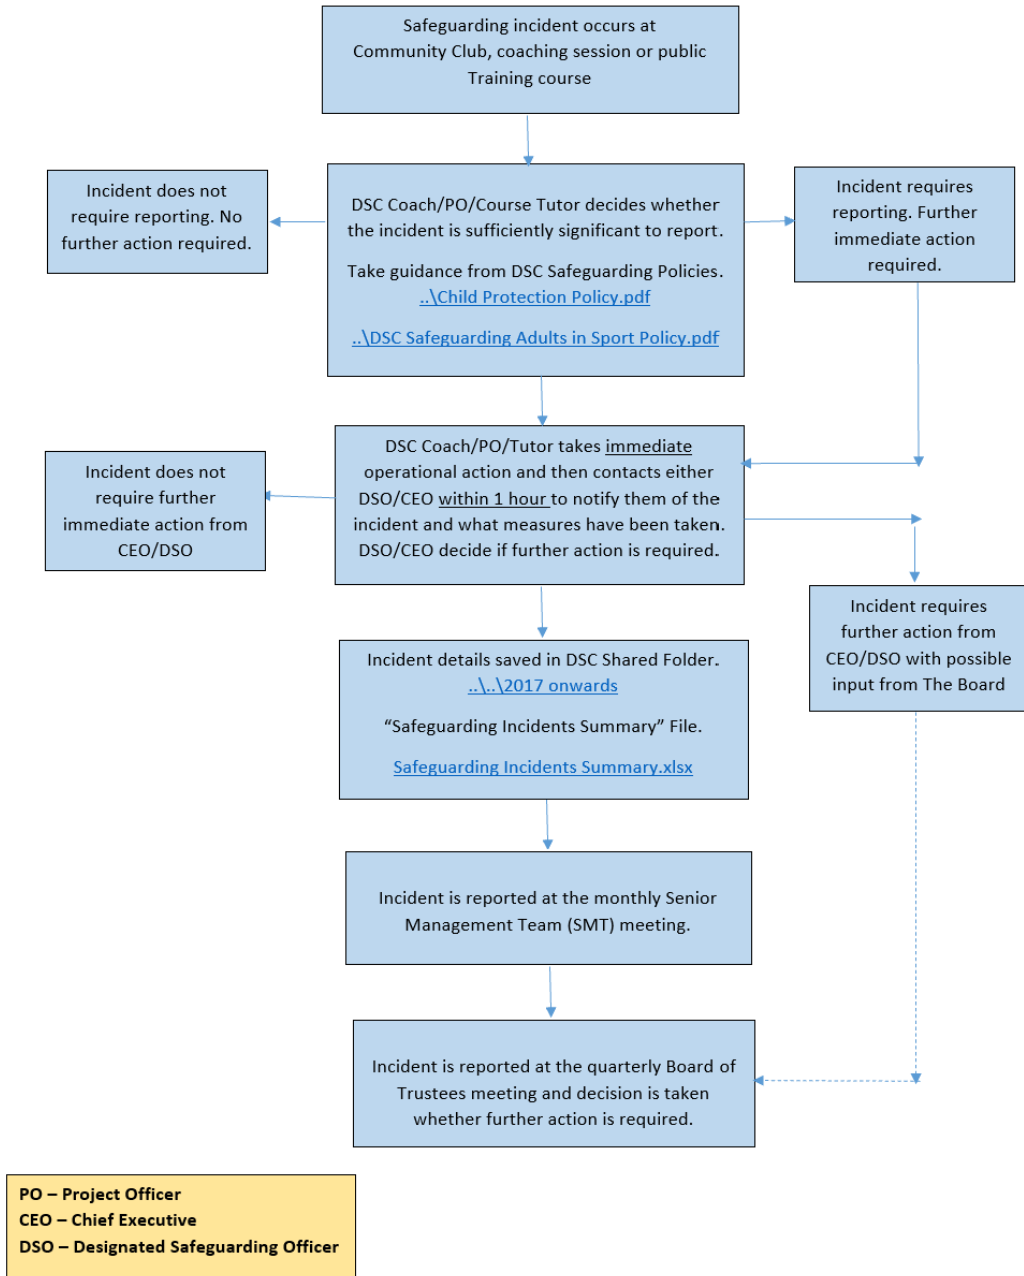 Safeguarding incident occurs at
Community Club, coaching session or public
Training course
Incident does not
require reporting. No
further action required.
DSC Coach/PO/Course Tutor decides whether
the incident is sufficiently significant to report.
Take guidance from DSC Safeguarding Policies.
..\Child Protection Policy.pdf
..\DSC Safeguarding Adults in Sport Policy.pdf
Incident requires
reporting. Further
immediate action
required.
Incident does not
require further
immediate action from
CEO/DSO
DSC Coach/PO/Tutor takes immediate
operational action and then contacts either
DSO/CEO within 1 hour to notify them of the
incident and what measures have been taken.
DSO/CEO decide if further action is required.
Incident requires
further action from
CEO/DSO with possible
input from The Board
Incident details saved in DSC Shared Folder.
..\..\2017 onwards
“Safeguarding Incidents Summary” File.
Safeguarding Incidents Summary.xlsx
Incident is reported at the monthly Senior
Management Team (SMT) meeting.
Incident is reported at the quarterly Board of
Trustees meeting and decision is taken
whether further action is required.
PO – Project Officer
CEO – Chief Executive
DSO – Designated Safeguarding Officer